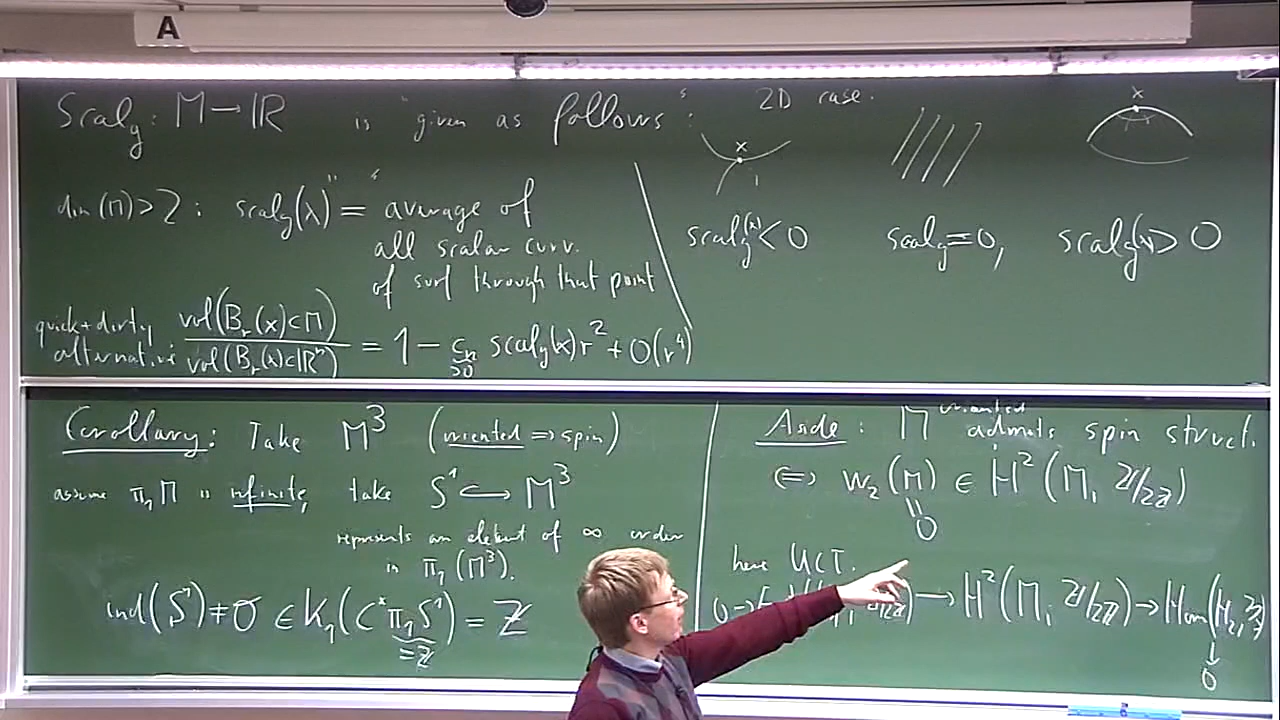 A
Scal_g : M → ℝ is "given as follows":
dim(M) > 2 : scal_g(x) "=" "average of
all scalar curv.
of surf through that point
quick + dirty
alternative: vol(B_r(x) ⊂ M) / vol(B_r(x) ⊂ ℝ^n) = 1 − c_n scal_g(x) r^2 + O(r^4)
>0
2D case.
x
x
scal_g(x) < 0
scal_g = 0,
scal_g(x) > 0
Corollary: Take M^3 (oriented ⇒ spin)
assume π_1 M is infinite, take S^1 ↪ M^3
represents an element of ∞ order
in π_1(M^3).
ind(S^1) ≠ 0 ∈ K_1(C* π_1 S^1) = ℤ
= ℤ
Aside: M oriented admits spin struct.
⇔ w_2(M) ∈ H^2(M, ℤ/2ℤ)
=
0
here UCT.
0 → → H^2(M, ℤ/2ℤ) → Hom(H_2,
↓
0